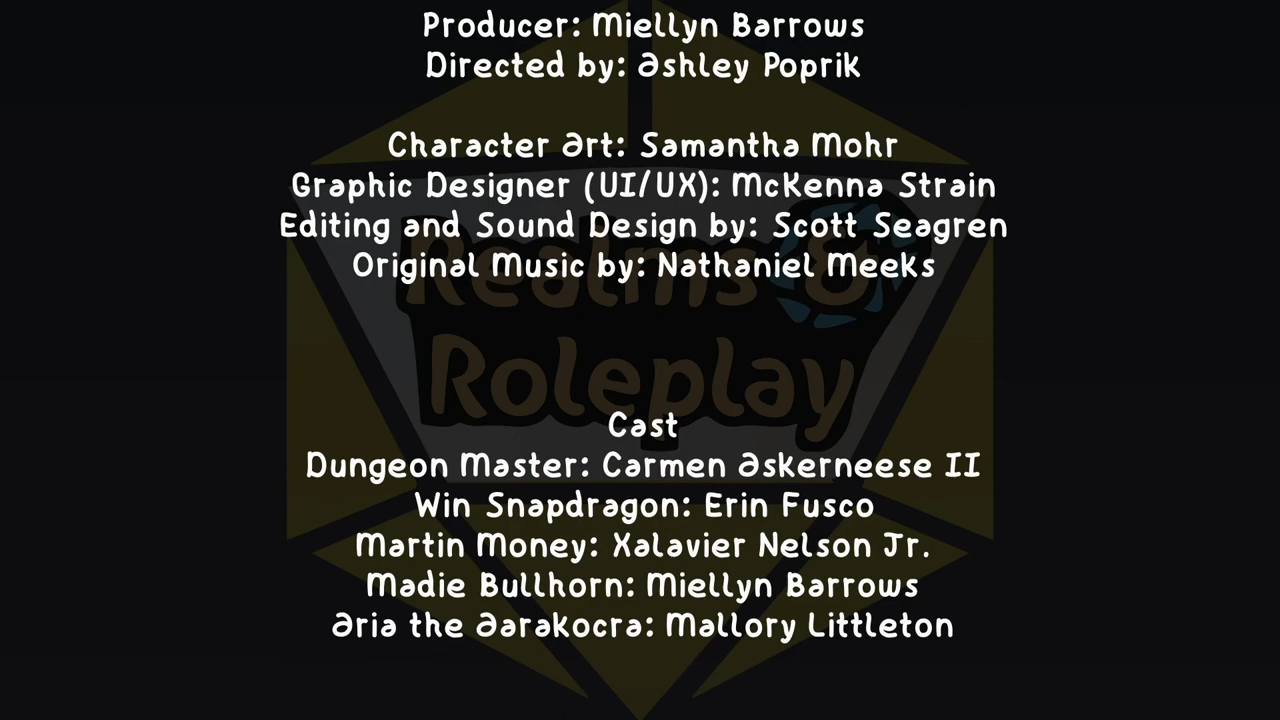 Producer: Miellyn Barrows
Directed by: Ashley Poprik
Character Art: Samantha Mohr
Graphic Designer (UI/UX): McKenna Strain
Editing and Sound Design by: Scott Seagren
Original Music by: Nathaniel Meeks
Realms &
Roleplay
Cast
Dungeon Master: Carmen Askerneese II
Win Snapdragon: Erin Fusco
Martin Money: Xalavier Nelson Jr.
Madie Bullhorn: Miellyn Barrows
Aria the Aarakocra: Mallory Littleton